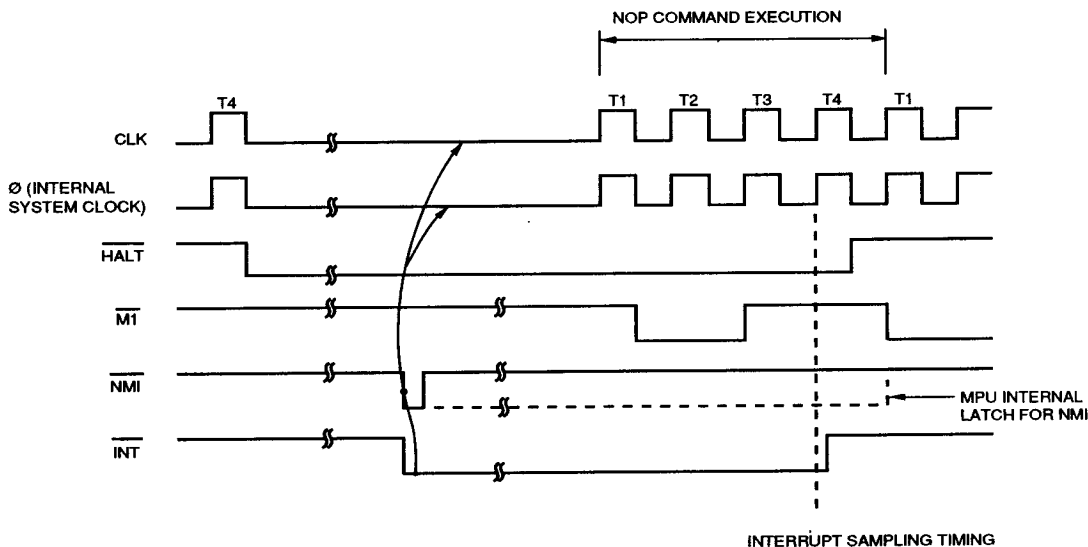 NOP COMMAND EXECUTION
T4 T1 T2 T3 T4 T1
CLK
Ø (INTERNAL
SYSTEM CLOCK)
HALT
M1
NMI
MPU INTERNAL
LATCH FOR NMI
INT
INTERRUPT SAMPLING TIMING